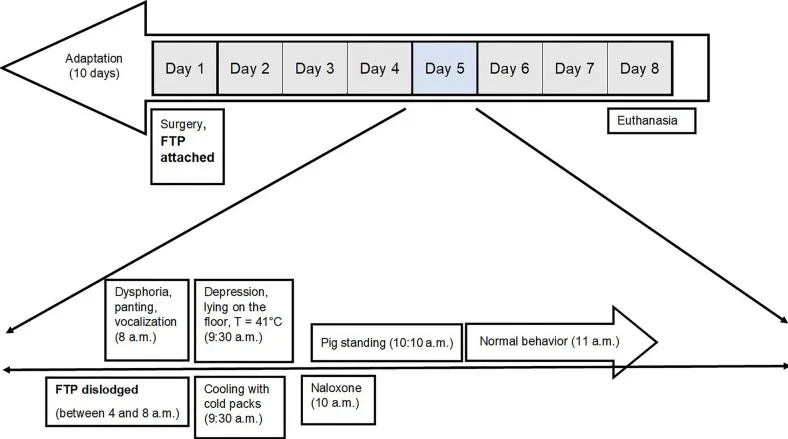 Adaptation
(10 days)
Day 1
Day 2
Day 3
Day 4
Day 5
Day 6
Day 7
Day 8
Surgery,
FTP
attached
Euthanasia
Dysphoria,
panting,
vocalization
(8 a.m.)
Depression,
lying on the
floor, T = 41°C
(9:30 a.m.)
Pig standing (10:10 a.m.)
Normal behavior (11 a.m.)
FTP dislodged
(between 4 and 8 a.m.)
Cooling with
cold packs
(9:30 a.m.)
Naloxone
(10 a.m.)